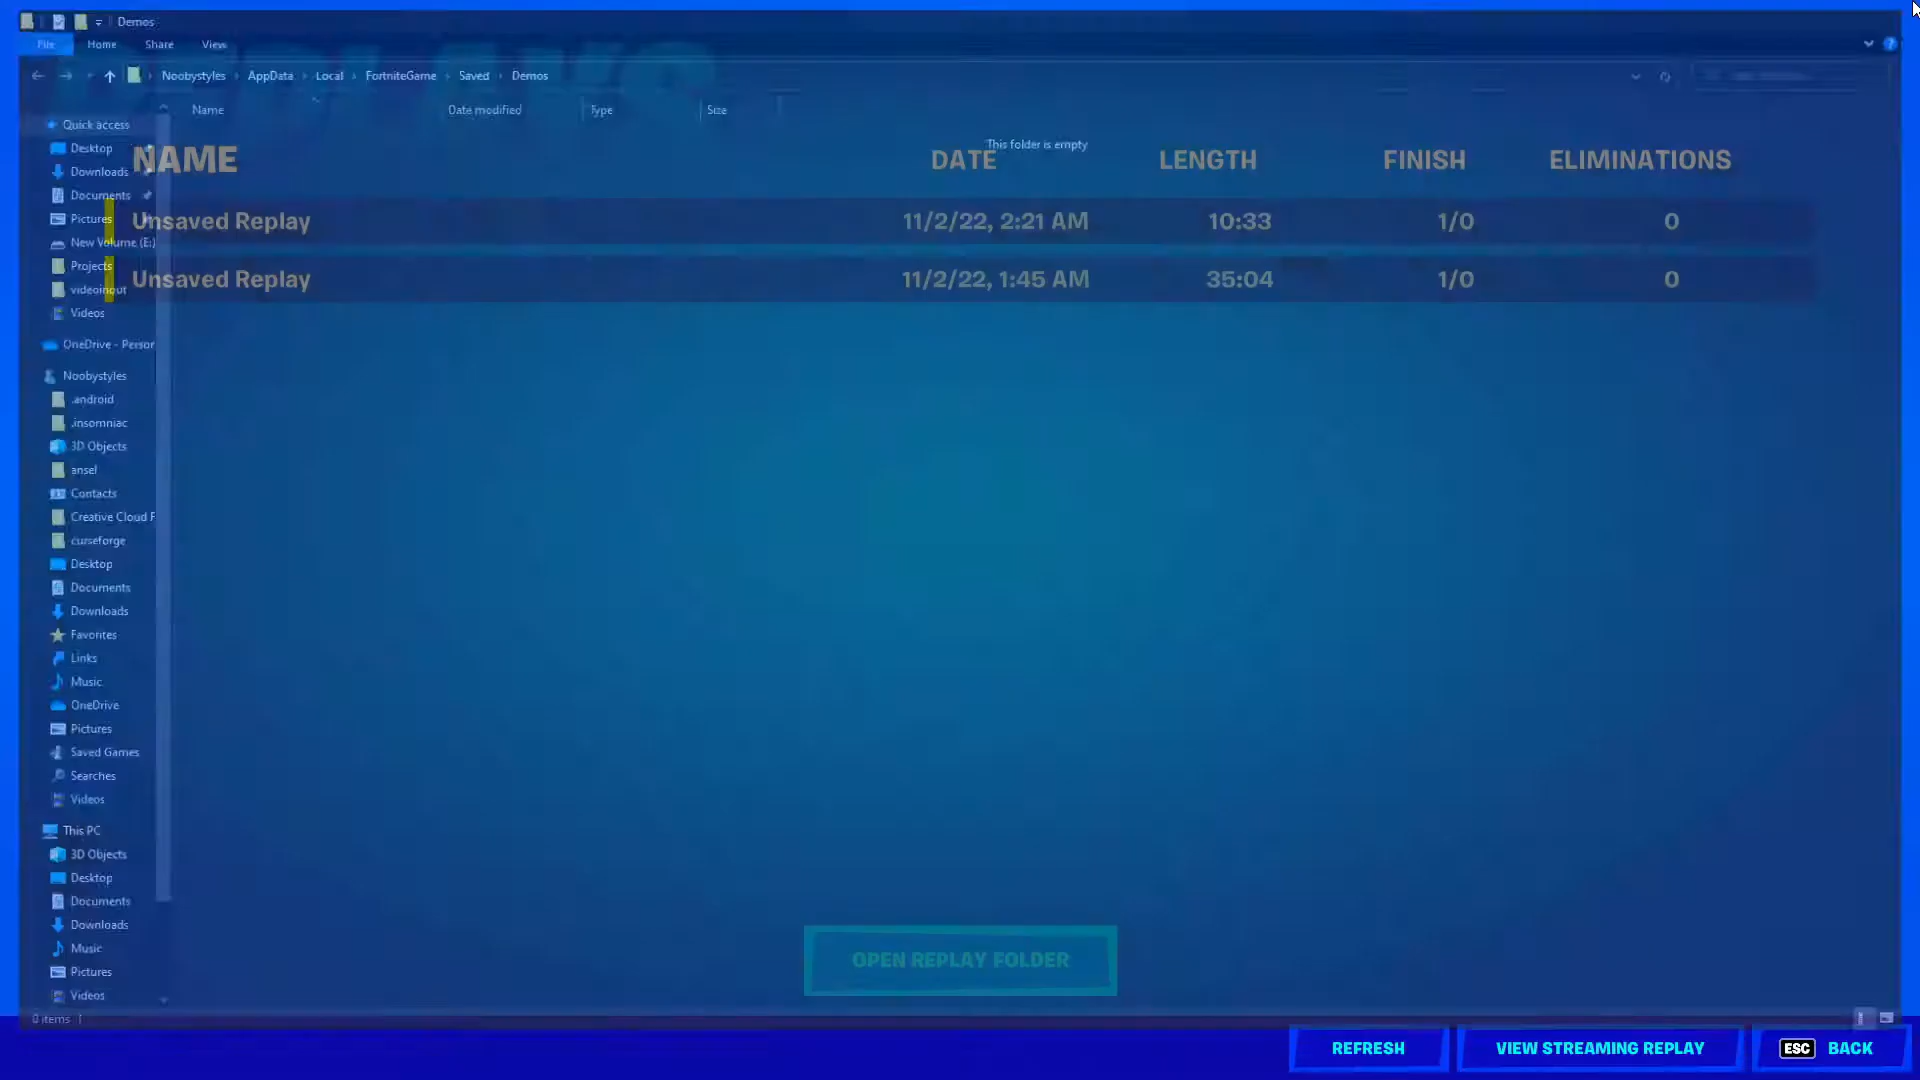 Demos
File Home Share View
Noobystyles AppData Local FortniteGame Saved Demos
REPLAYS
Name Date modified Type Size
This folder is empty
Quick access
Desktop
Downloads
Documents
Pictures
New Volume (E:)
Projects
videoinout
Videos
OneDrive - Persor
Noobystyles
.android
.insomniac
3D Objects
ansel
Contacts
Creative Cloud F
curseforge
Desktop
Documents
Downloads
Favorites
Links
Music
OneDrive
Pictures
Saved Games
Searches
Videos
This PC
3D Objects
Desktop
Documents
Downloads
Music
Pictures
Videos
0 items
NAME DATE LENGTH FINISH ELIMINATIONS
Unsaved Replay 11/2/22, 2:21 AM 10:33 1/0 0
Unsaved Replay 11/2/22, 1:45 AM 35:04 1/0 0
OPEN REPLAY FOLDER
REFRESH VIEW STREAMING REPLAY ESC BACK